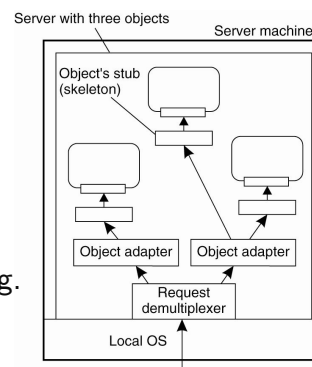 Server with three objects
Server machine
Object's stub
(skeleton)
Object adapter
Object adapter
g.
Request
demultiplexer
Local OS